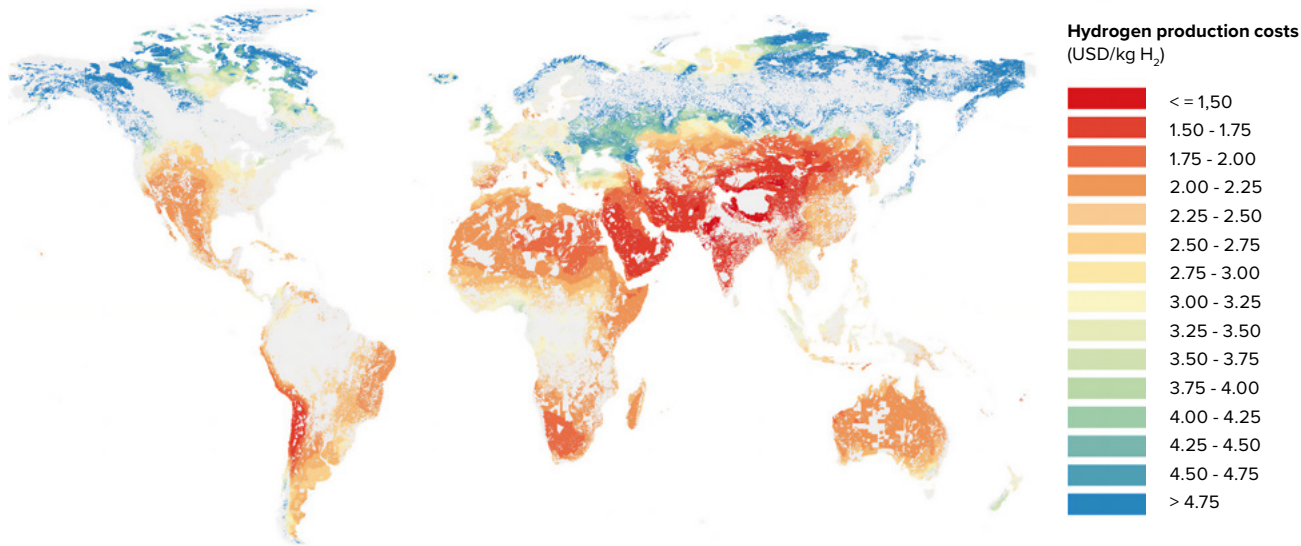 Hydrogen production costs
(USD/kg H₂)
< = 1,50
1.50 - 1.75
1.75 - 2.00
2.00 - 2.25
2.25 - 2.50
2.50 - 2.75
2.75 - 3.00
3.00 - 3.25
3.25 - 3.50
3.50 - 3.75
3.75 - 4.00
4.00 - 4.25
4.25 - 4.50
4.50 - 4.75
> 4.75